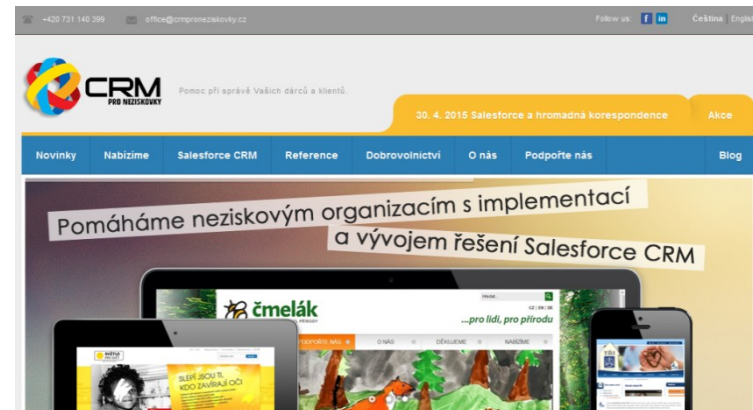 +420 731 140 399
office@crmproneziskovky.cz
Follow us:
Čeština
English
CRM
PRO NEZISKOVKY
Pomoc při správě Vašich dárců a klientů.
30. 4. 2015 Salesforce a hromadná korespondence
Akce
Novinky Nabízíme Salesforce CRM Reference Dobrovolnictví O nás Podpořte nás Blog
Pomáháme neziskovým organizacím s implementací
a vývojem řešení Salesforce CRM
čmelák
CZ | EN | DE
...pro lidi, pro přírodu
PODPOŘTE NÁS O NÁS DĚKUJEME NABÍZÍME
SLEPÍ JSOU TI,
KDO ZAVÍRAJÍ OČI